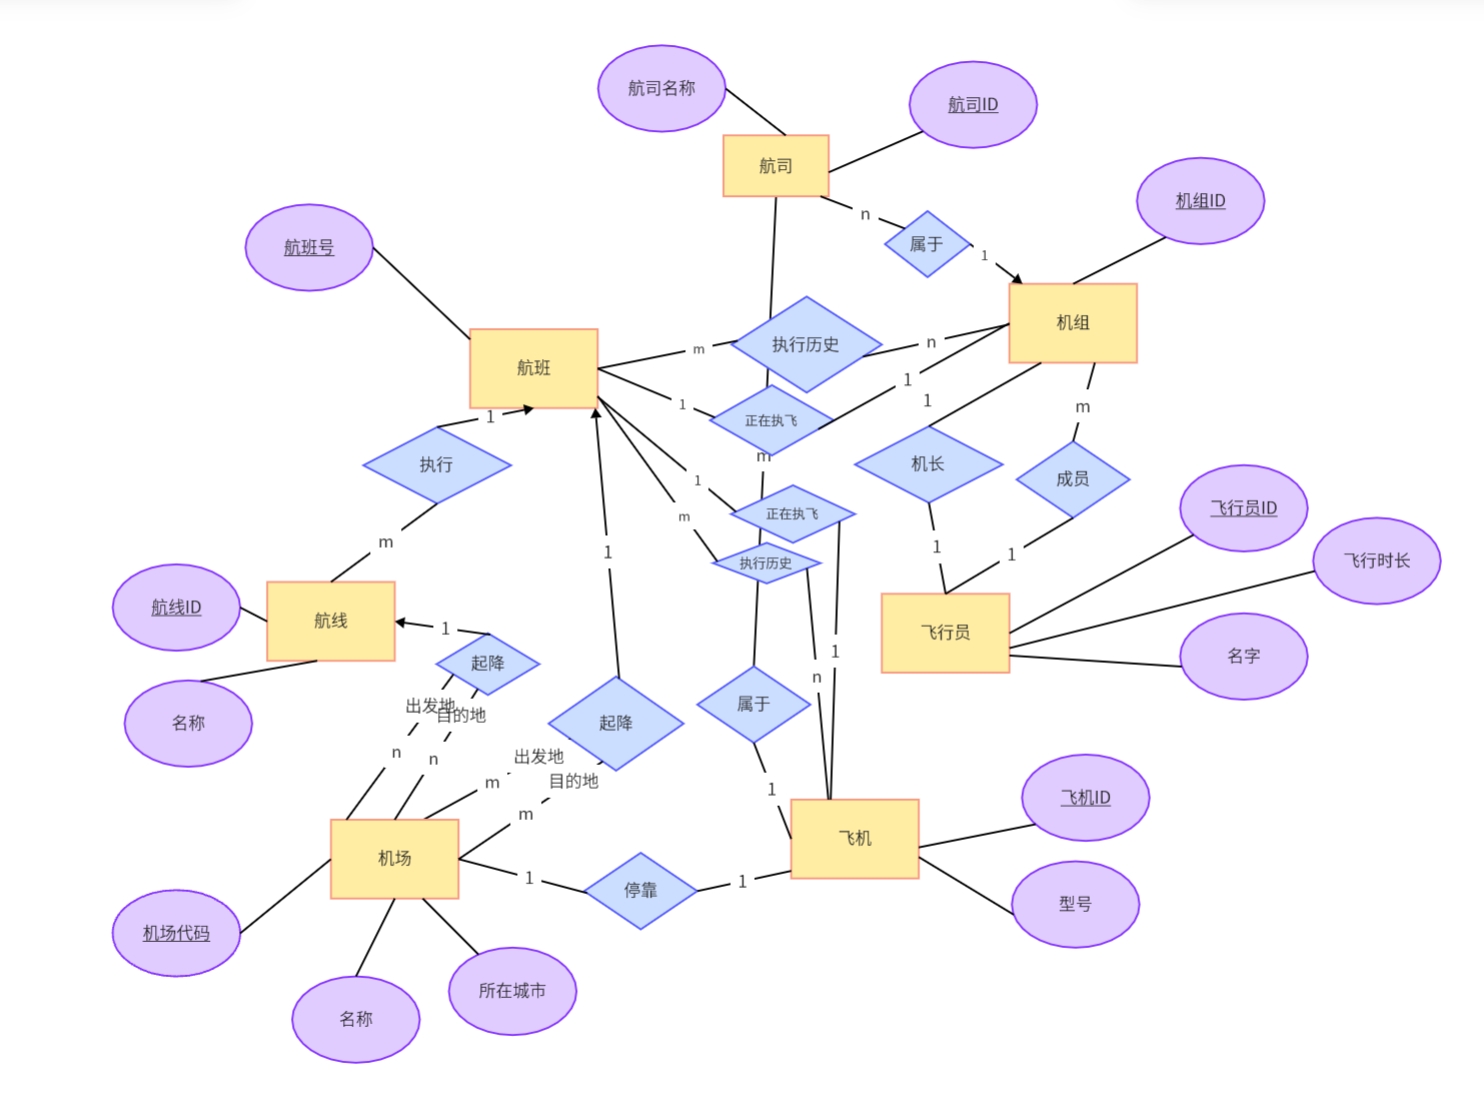 航司名称
航司ID
航司
机组ID
n
属于
1
航班号
机组
航班
m
执行历史
n
1
正在执飞
1
1
m
1
执行
m
机长
成员
1
正在执飞
飞行员ID
m
m
1
执行历史
1
1
飞行时长
航线ID
航线
1
飞行员
名字
起降
1
n
名称
出发地
目的地
起降
属于
n
n
出发地
m
目的地
1
飞机ID
m
机场
飞机
1
停靠
1
型号
机场代码
所在城市
名称